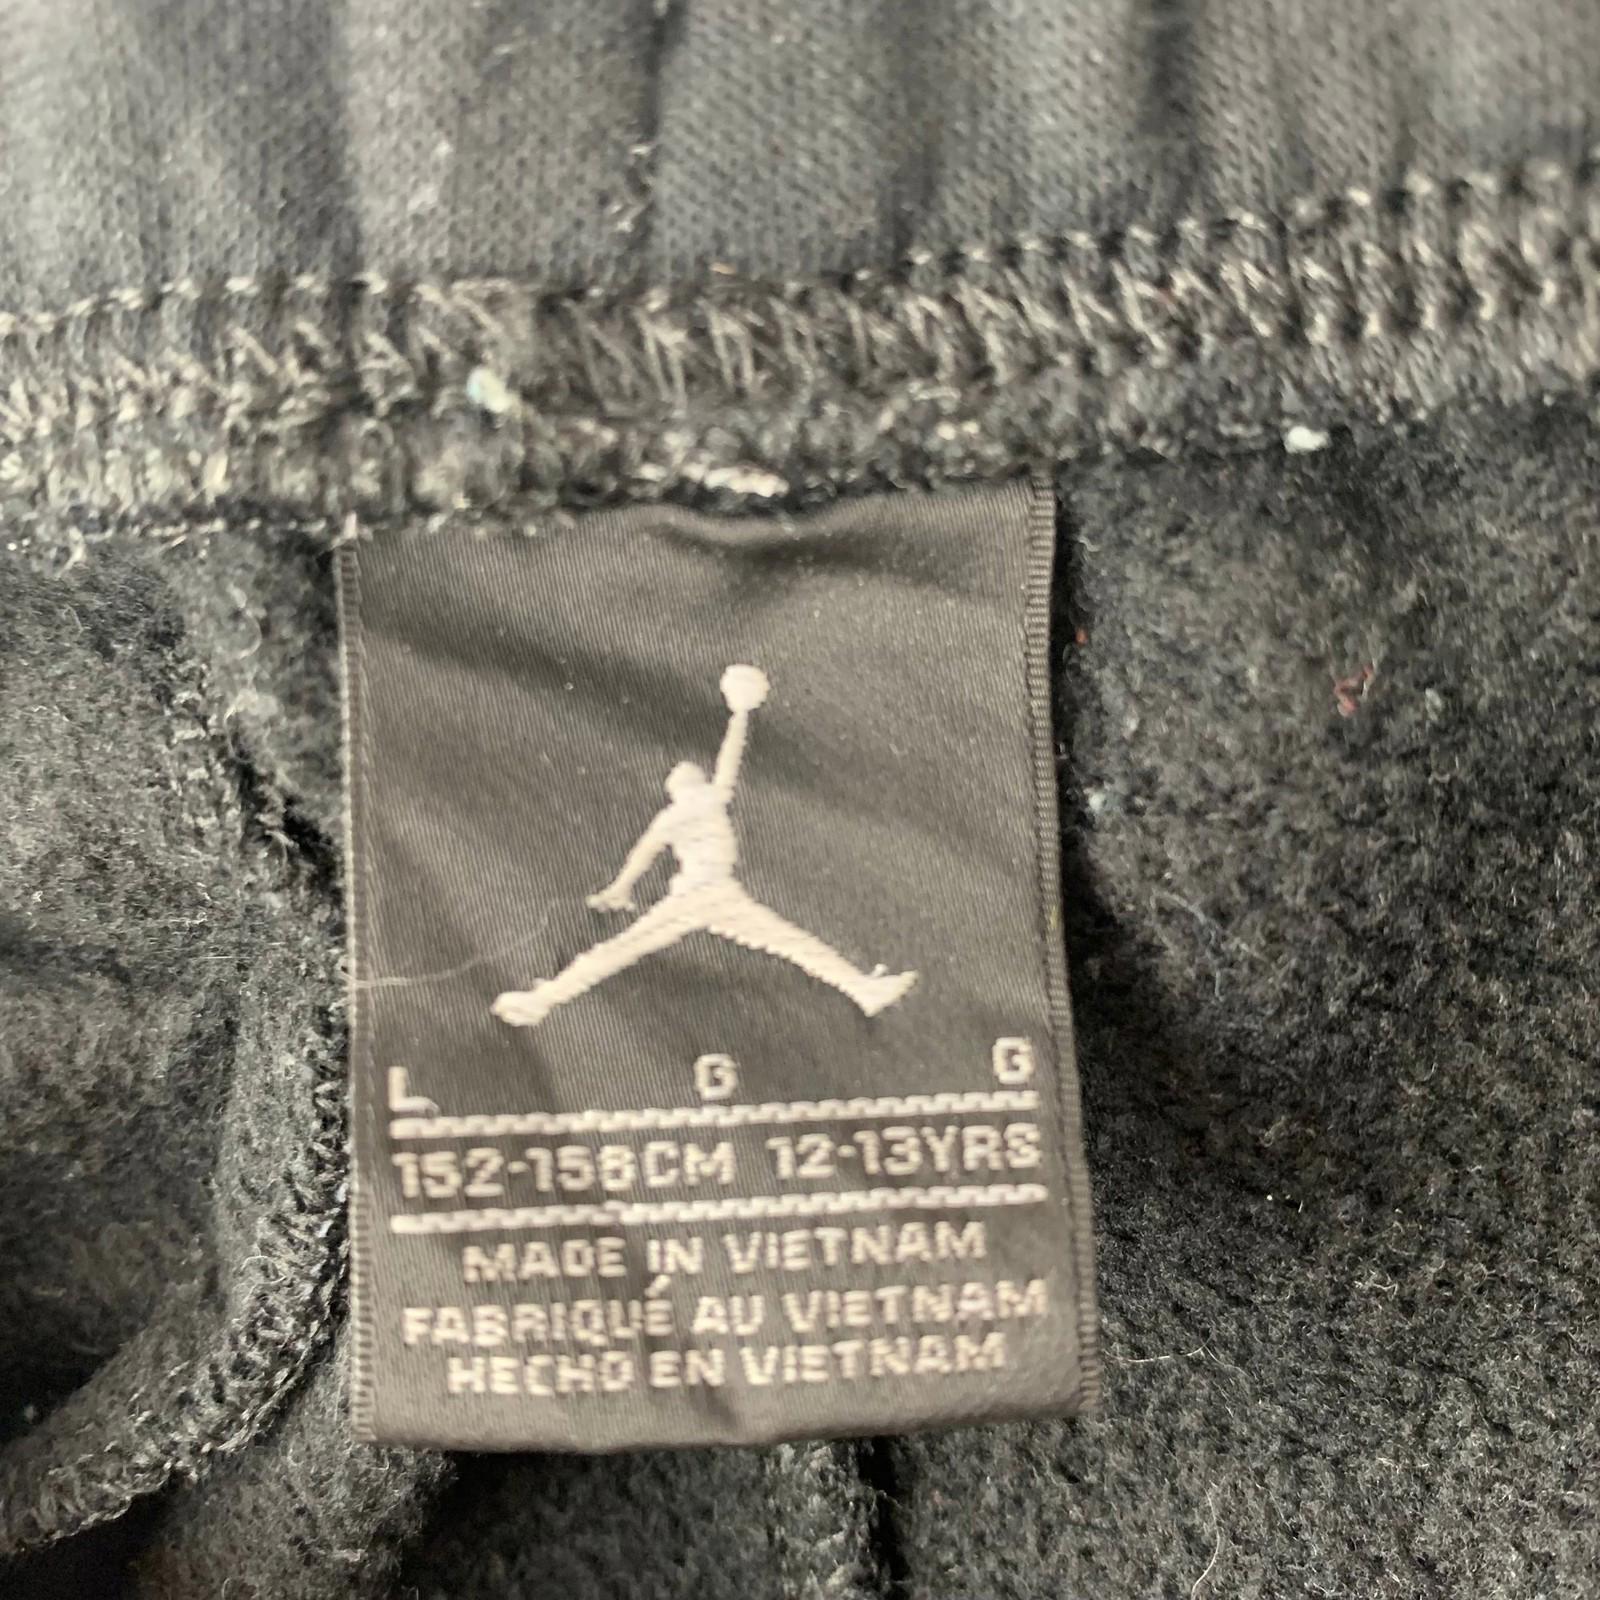 L G G
152-158CM 12-13YRS
MADE IN VIETNAM
FABRIQUÉ AU VIETNAM
HECHO EN VIETNAM